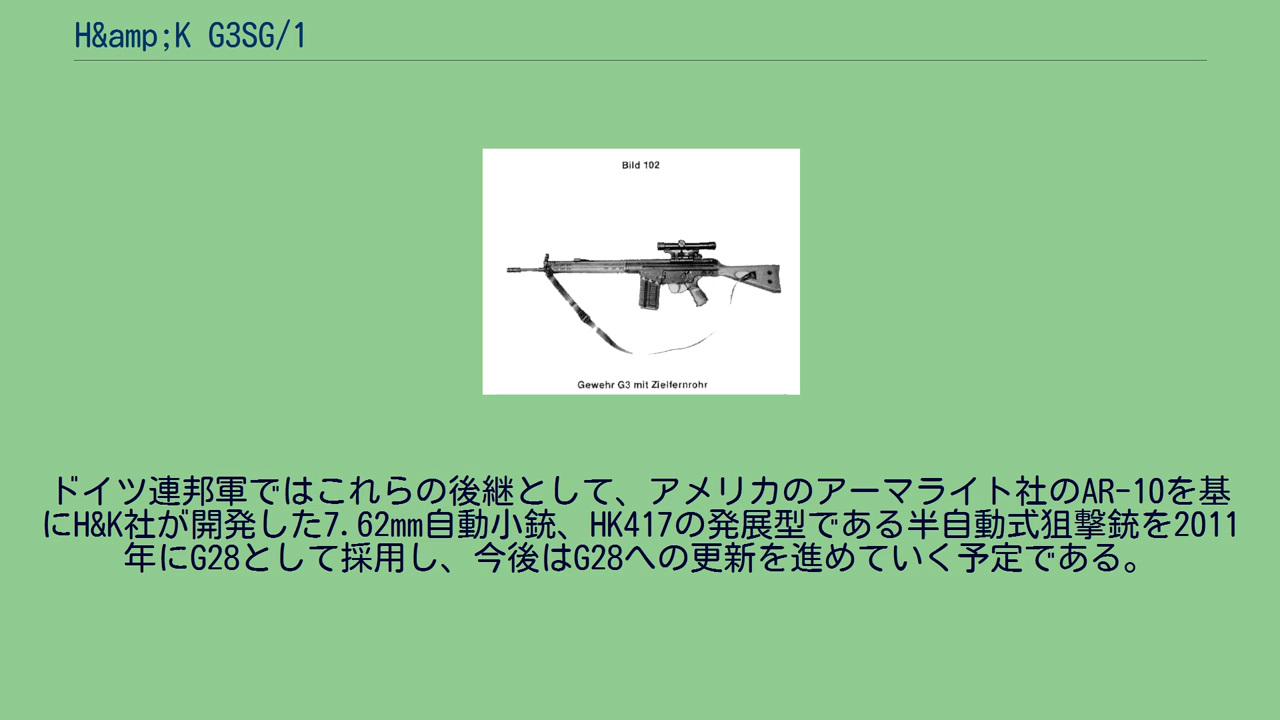 H&amp;K G3SG/1
Bild 102
Gewehr G3 mit Zielfernrohr
ドイツ連邦軍ではこれらの後継として、アメリカのアーマライト社のAR-10を基
にH&K社が開発した7.62mm自動小銃、HK417の発展型である半自動式狙撃銃を2011
年にG28として採用し、今後はG28への更新を進めていく予定である。